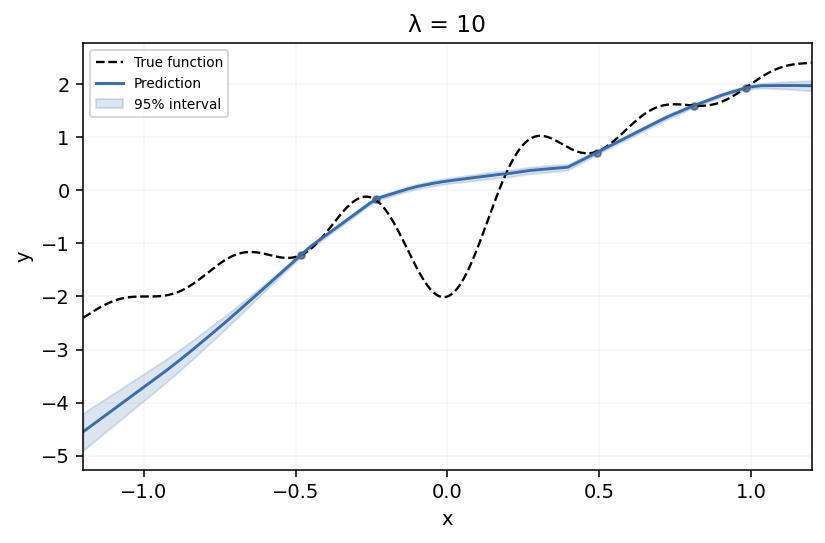 λ = 10
True function
Prediction
95% interval
2
1
0
−1
−2
−3
−4
−5
y
−1.0
−0.5
0.0
0.5
1.0
x